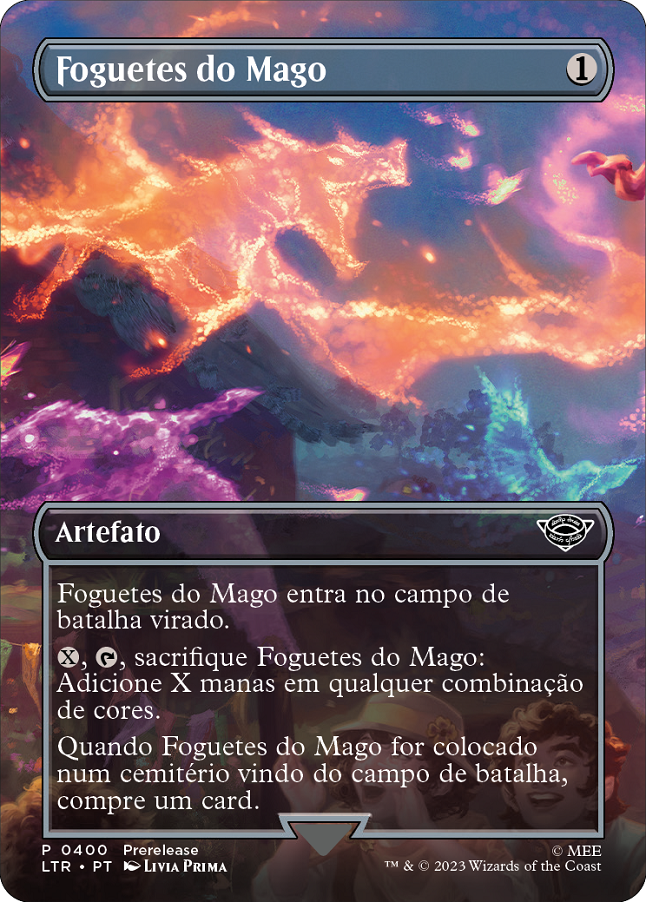 Foguetes do Mago 1
Artefato
Foguetes do Mago entra no campo de
batalha virado.
X, , sacrifique Foguetes do Mago:
Adicione X manas em qualquer combinação
de cores.
Quando Foguetes do Mago for colocado
num cemitério vindo do campo de batalha,
compre um card.
P 0400 Prerelease
LTR • PT LIVIA PRIMA
© MEE
™ & © 2023 Wizards of the Coast